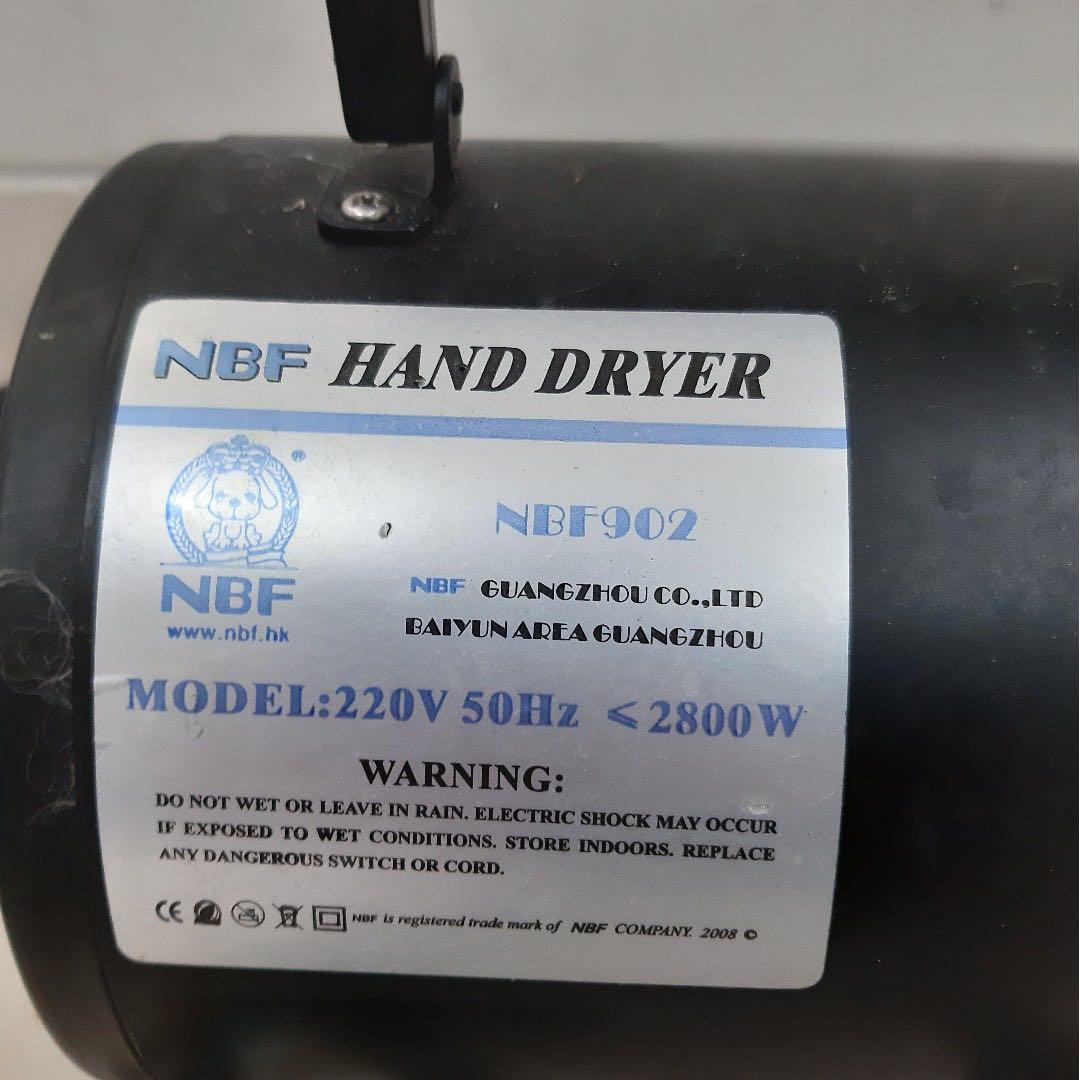 NBF HAND DRYER
®
NBF
www.nbf.hk
NBF902
NBF GUANGZHOU CO.,LTD
BAIYUN AREA GUANGZHOU
MODEL:220V 50Hz ⩽2800W
WARNING:
DO NOT WET OR LEAVE IN RAIN. ELECTRIC SHOCK MAY OCCUR
IF EXPOSED TO WET CONDITIONS. STORE INDOORS. REPLACE
ANY DANGEROUS SWITCH OR CORD.
CE NBF is registered trade mark of NBF COMPANY. 2008 ©